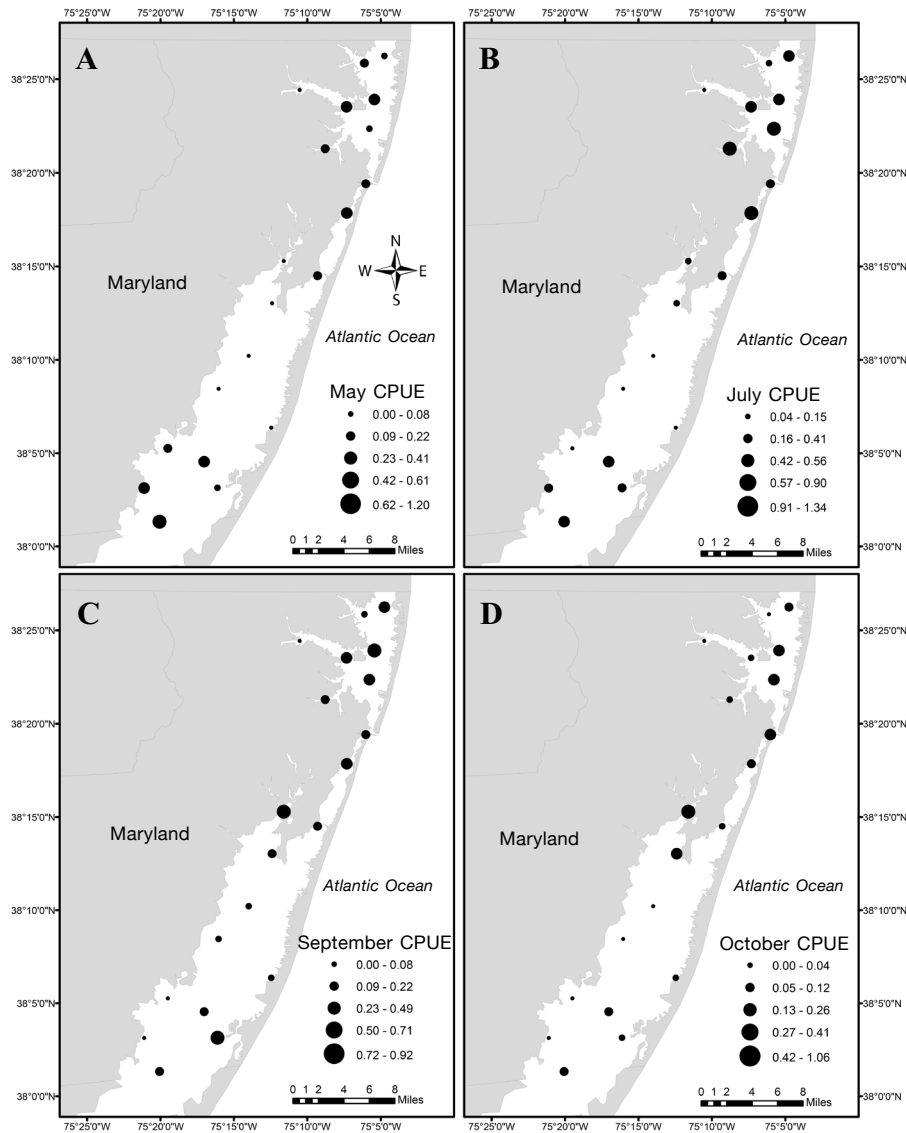 75°25'0"W 75°20'0"W 75°15'0"W 75°10'0"W 75°5'0"W
75°25'0"W 75°20'0"W 75°15'0"W 75°10'0"W 75°5'0"W
A
38°25'0"N
38°20'0"N
38°15'0"N
38°10'0"N
38°5'0"N
38°0'0"N
N
W E
S
Maryland
Atlantic Ocean
May CPUE
0.00 - 0.08
0.09 - 0.22
0.23 - 0.41
0.42 - 0.61
0.62 - 1.20
0 1 2 4 6 8
Miles
B
38°25'0"N
38°20'0"N
38°15'0"N
38°10'0"N
38°5'0"N
38°0'0"N
Maryland
Atlantic Ocean
July CPUE
0.04 - 0.15
0.16 - 0.41
0.42 - 0.56
0.57 - 0.90
0.91 - 1.34
0 1 2 4 6 8
Miles
C
38°25'0"N
38°20'0"N
38°15'0"N
38°10'0"N
38°5'0"N
38°0'0"N
Maryland
Atlantic Ocean
September CPUE
0.00 - 0.08
0.09 - 0.22
0.23 - 0.49
0.50 - 0.71
0.72 - 0.92
0 1 2 4 6 8
Miles
D
38°25'0"N
38°20'0"N
38°15'0"N
38°10'0"N
38°5'0"N
38°0'0"N
Maryland
Atlantic Ocean
October CPUE
0.00 - 0.04
0.05 - 0.12
0.13 - 0.26
0.27 - 0.41
0.42 - 1.06
0 1 2 4 6 8
Miles
75°25'0"W 75°20'0"W 75°15'0"W 75°10'0"W 75°5'0"W
75°25'0"W 75°20'0"W 75°15'0"W 75°10'0"W 75°5'0"W